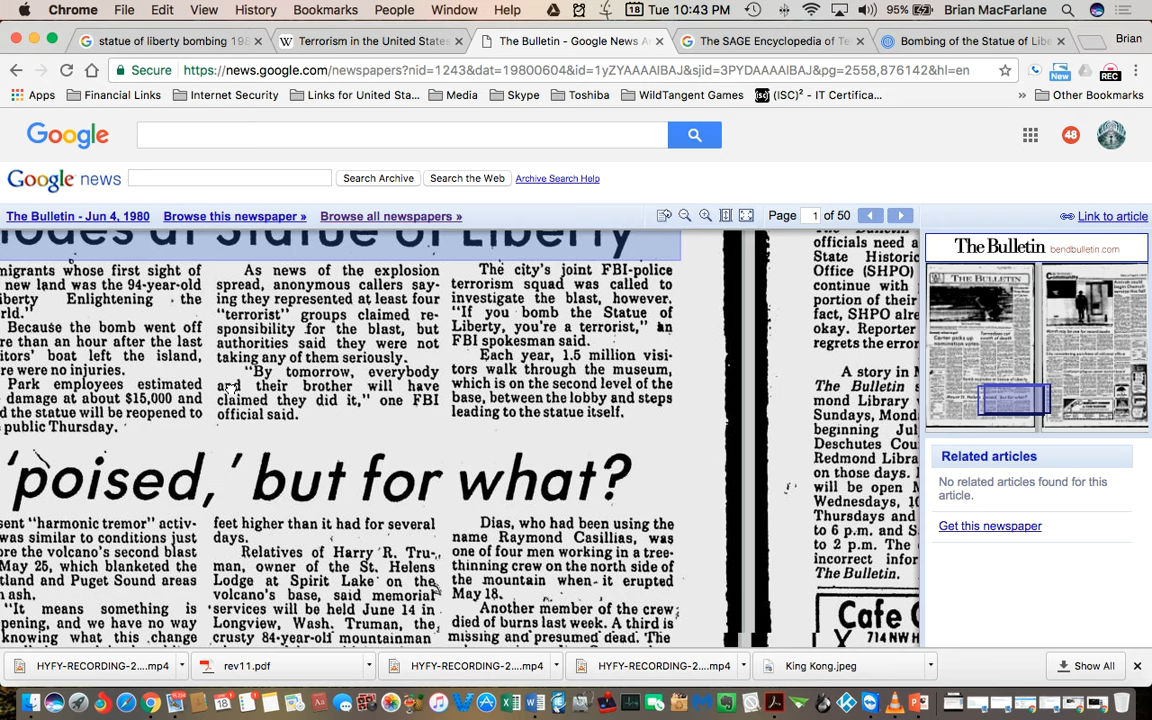 Chrome File Edit View History Bookmarks People Window Help 18 Tue 10:43 PM 95% Brian MacFarlane
statue of liberty bombing 198 Terrorism in the United States The Bulletin - Google News A The SAGE Encyclopedia of Te Bombing of the Statue of Libe Brian
Secure https://news.google.com/newspapers?nid=1243&dat=19800604&id=1yZYAAAAIBAJ&sjid=3PYDAAAAIBAJ&pg=2558,876142&hl=en New REC
Apps Financial Links Internet Security Links for United Sta... Media Skype Toshiba WildTangent Games (ISC)² - IT Certifica... » Other Bookmarks
Google 48
Google news Search Archive Search the Web Archive Search Help
The Bulletin - Jun 4, 1980 Browse this newspaper » Browse all newspapers » Page 1 of 50 Link to article
odes at Statue of Liberty
migrants whose first sight of
new land was the 94-year-old
iberty Enlightening the
rld."
Because the bomb went off
re than an hour after the last
itors' boat left the island,
re were no injuries.
Park employees estimated
damage at about $15,000 and
d the statue will be reopened to
public Thursday.
As news of the explosion
spread, anonymous callers say-
ing they represented at least four
"terrorist" groups claimed re-
sponsibility for the blast, but
authorities said they were not
taking any of them seriously.
"By tomorrow, everybody
and their brother will have
claimed they did it," one FBI
official said.
The city's joint FBI-police
terrorism squad was called to
investigate the blast, however.
"If you bomb the Statue of
Liberty, you're a terrorist," an
FBI spokesman said.
Each year, 1.5 million visi-
tors walk through the museum,
which is on the second level of the
base, between the lobby and steps
leading to the statue itself.
'poised,' but for what?
sent "harmonic tremor" activ-
was similar to conditions just
ore the volcano's second blast
May 25, which blanketed the
tland and Puget Sound areas
h ash.
"It means something is
pening, and we have no way
knowing what this change
feet higher than it had for several
days.
Relatives of Harry R. Tru-
man, owner of the St. Helens
Lodge at Spirit Lake on the
volcano's base, said memorial
services will be held June 14 in
Longview, Wash. Truman, the
crusty 84-year-old mountainman
Dias, who had been using the
name Raymond Casillias, was
one of four men working in a tree-
thinning crew on the north side of
the mountain when it erupted
May 18.
Another member of the crew
died of burns last week. A third is
missing and presumed dead. The
officials need a
State Historic
Office (SHPO)
continue with
portion of their
fact, SHPO alre
okay. Reporter
regrets the error
A story in
The Bulletin
mond Library
Sundays, Mond
beginning July
Deschutes Cou
Redmond Libra
on those days.
will be open M
Wednesdays, 10
Thursdays and
to 6 p.m. and S
to 2 p.m. The
incorrect infor
The Bulletin.
Cafe
714 NW H
The Bulletin bendbulletin.com
THE BULLETIN
Related articles
No related articles found for this
article.
Get this newspaper
HYFY-RECORDING-2....mp4 rev11.pdf HYFY-RECORDING-2....mp4 HYFY-RECORDING-2....mp4 King Kong.jpeg Show All